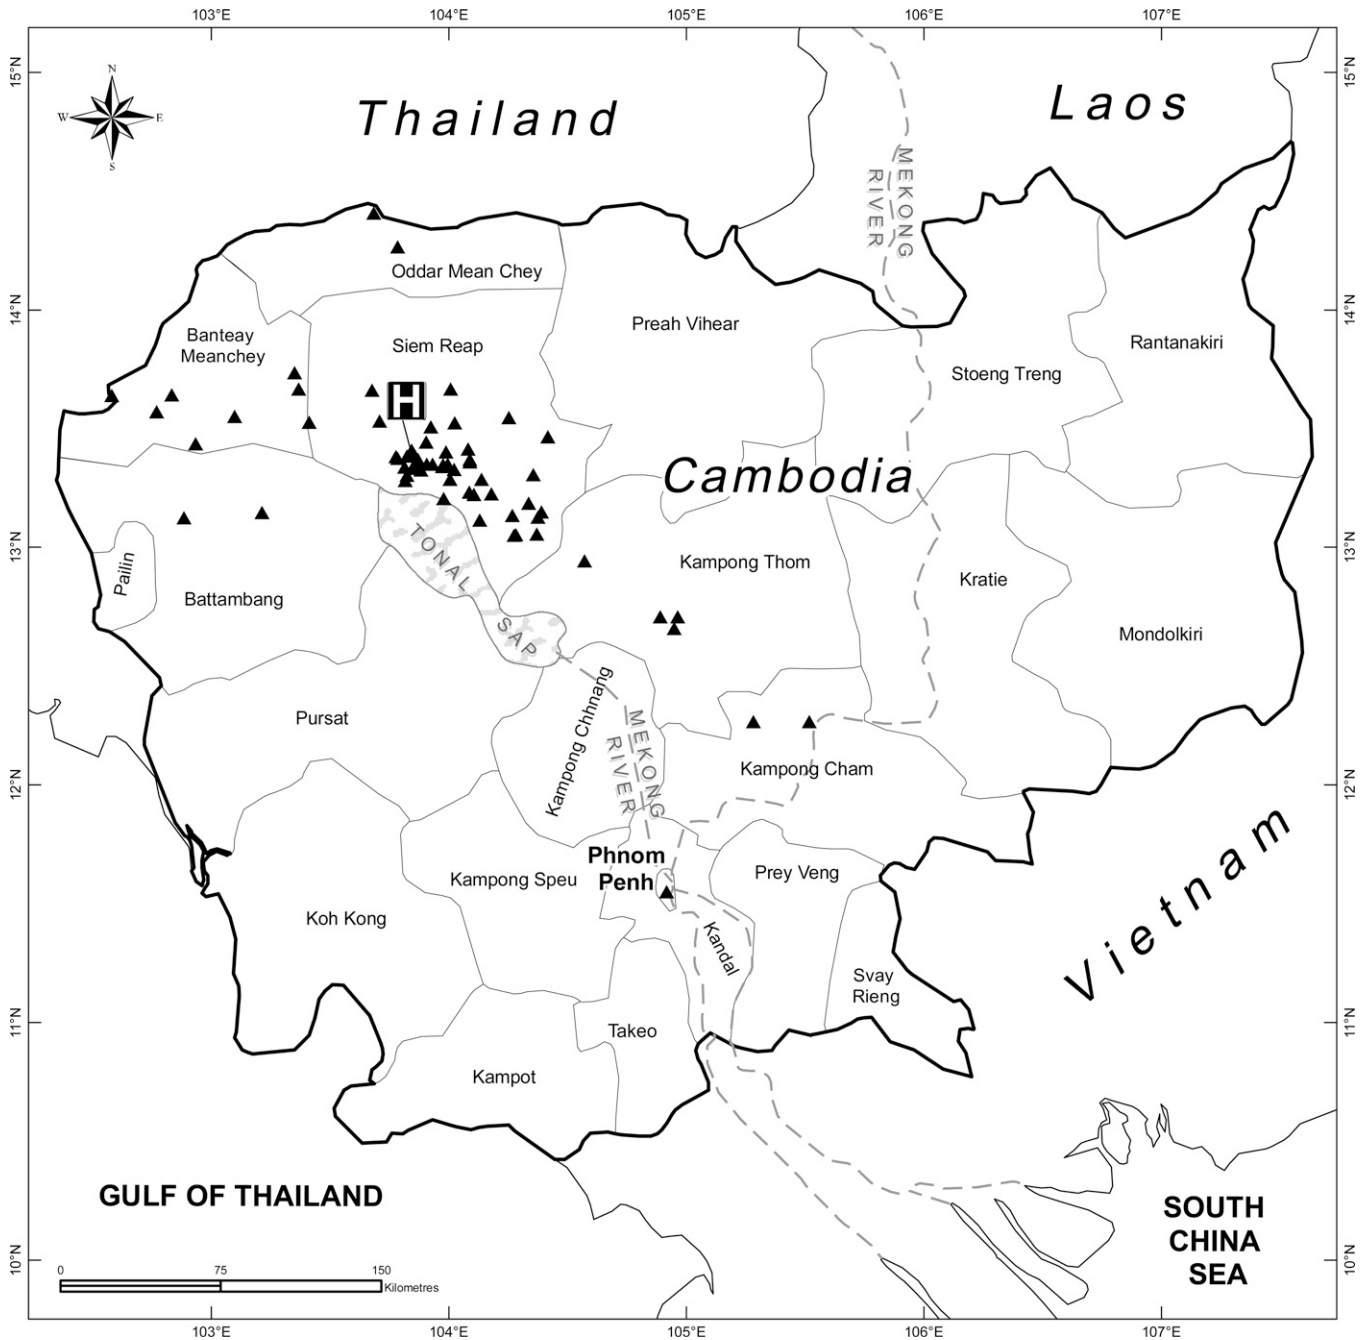 103°E
104°E
105°E
106°E
107°E
15°N
15°N
N
W
E
S
Thailand
Laos
MEKONG
RIVER
Oddar Mean Chey
14°N
14°N
Banteay
Meanchey
Siem Reap
Preah Vihear
Rantanakiri
Stoeng Treng
H
Cambodia
TONAL
SAP
13°N
13°N
Pailin
Battambang
Kampong Thom
Kratie
Mondolkiri
Pursat
Kampong Chhnang
MEKONG
RIVER
Kampong Cham
12°N
12°N
Phnom
Penh
Kampong Speu
Prey Veng
Vietnam
Koh Kong
Kandal
Svay
Rieng
11°N
11°N
Takeo
Kampot
GULF OF THAILAND
SOUTH
CHINA
SEA
10°N
10°N
0
75
150
Kilometres
103°E
104°E
105°E
106°E
107°E